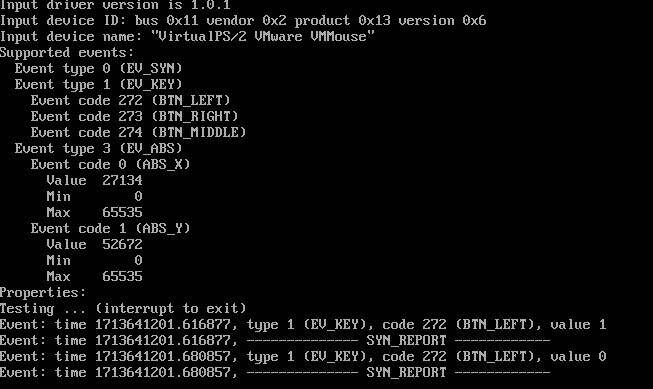 Input driver version is 1.0.1
Input device ID: bus 0x11 vendor 0x2 product 0x13 version 0x6
Input device name: "VirtualPS/2 VMware VMMouse"
Supported events:
  Event type 0 (EV_SYN)
  Event type 1 (EV_KEY)
    Event code 272 (BTN_LEFT)
    Event code 273 (BTN_RIGHT)
    Event code 274 (BTN_MIDDLE)
  Event type 3 (EV_ABS)
    Event code 0 (ABS_X)
      Value  27134
      Min        0
      Max    65535
    Event code 1 (ABS_Y)
      Value  52672
      Min        0
      Max    65535
Properties:
Testing ... (interrupt to exit)
Event: time 1713641201.616877, type 1 (EV_KEY), code 272 (BTN_LEFT), value 1
Event: time 1713641201.616877, -------------- SYN_REPORT ------------
Event: time 1713641201.680857, type 1 (EV_KEY), code 272 (BTN_LEFT), value 0
Event: time 1713641201.680857, -------------- SYN_REPORT ------------